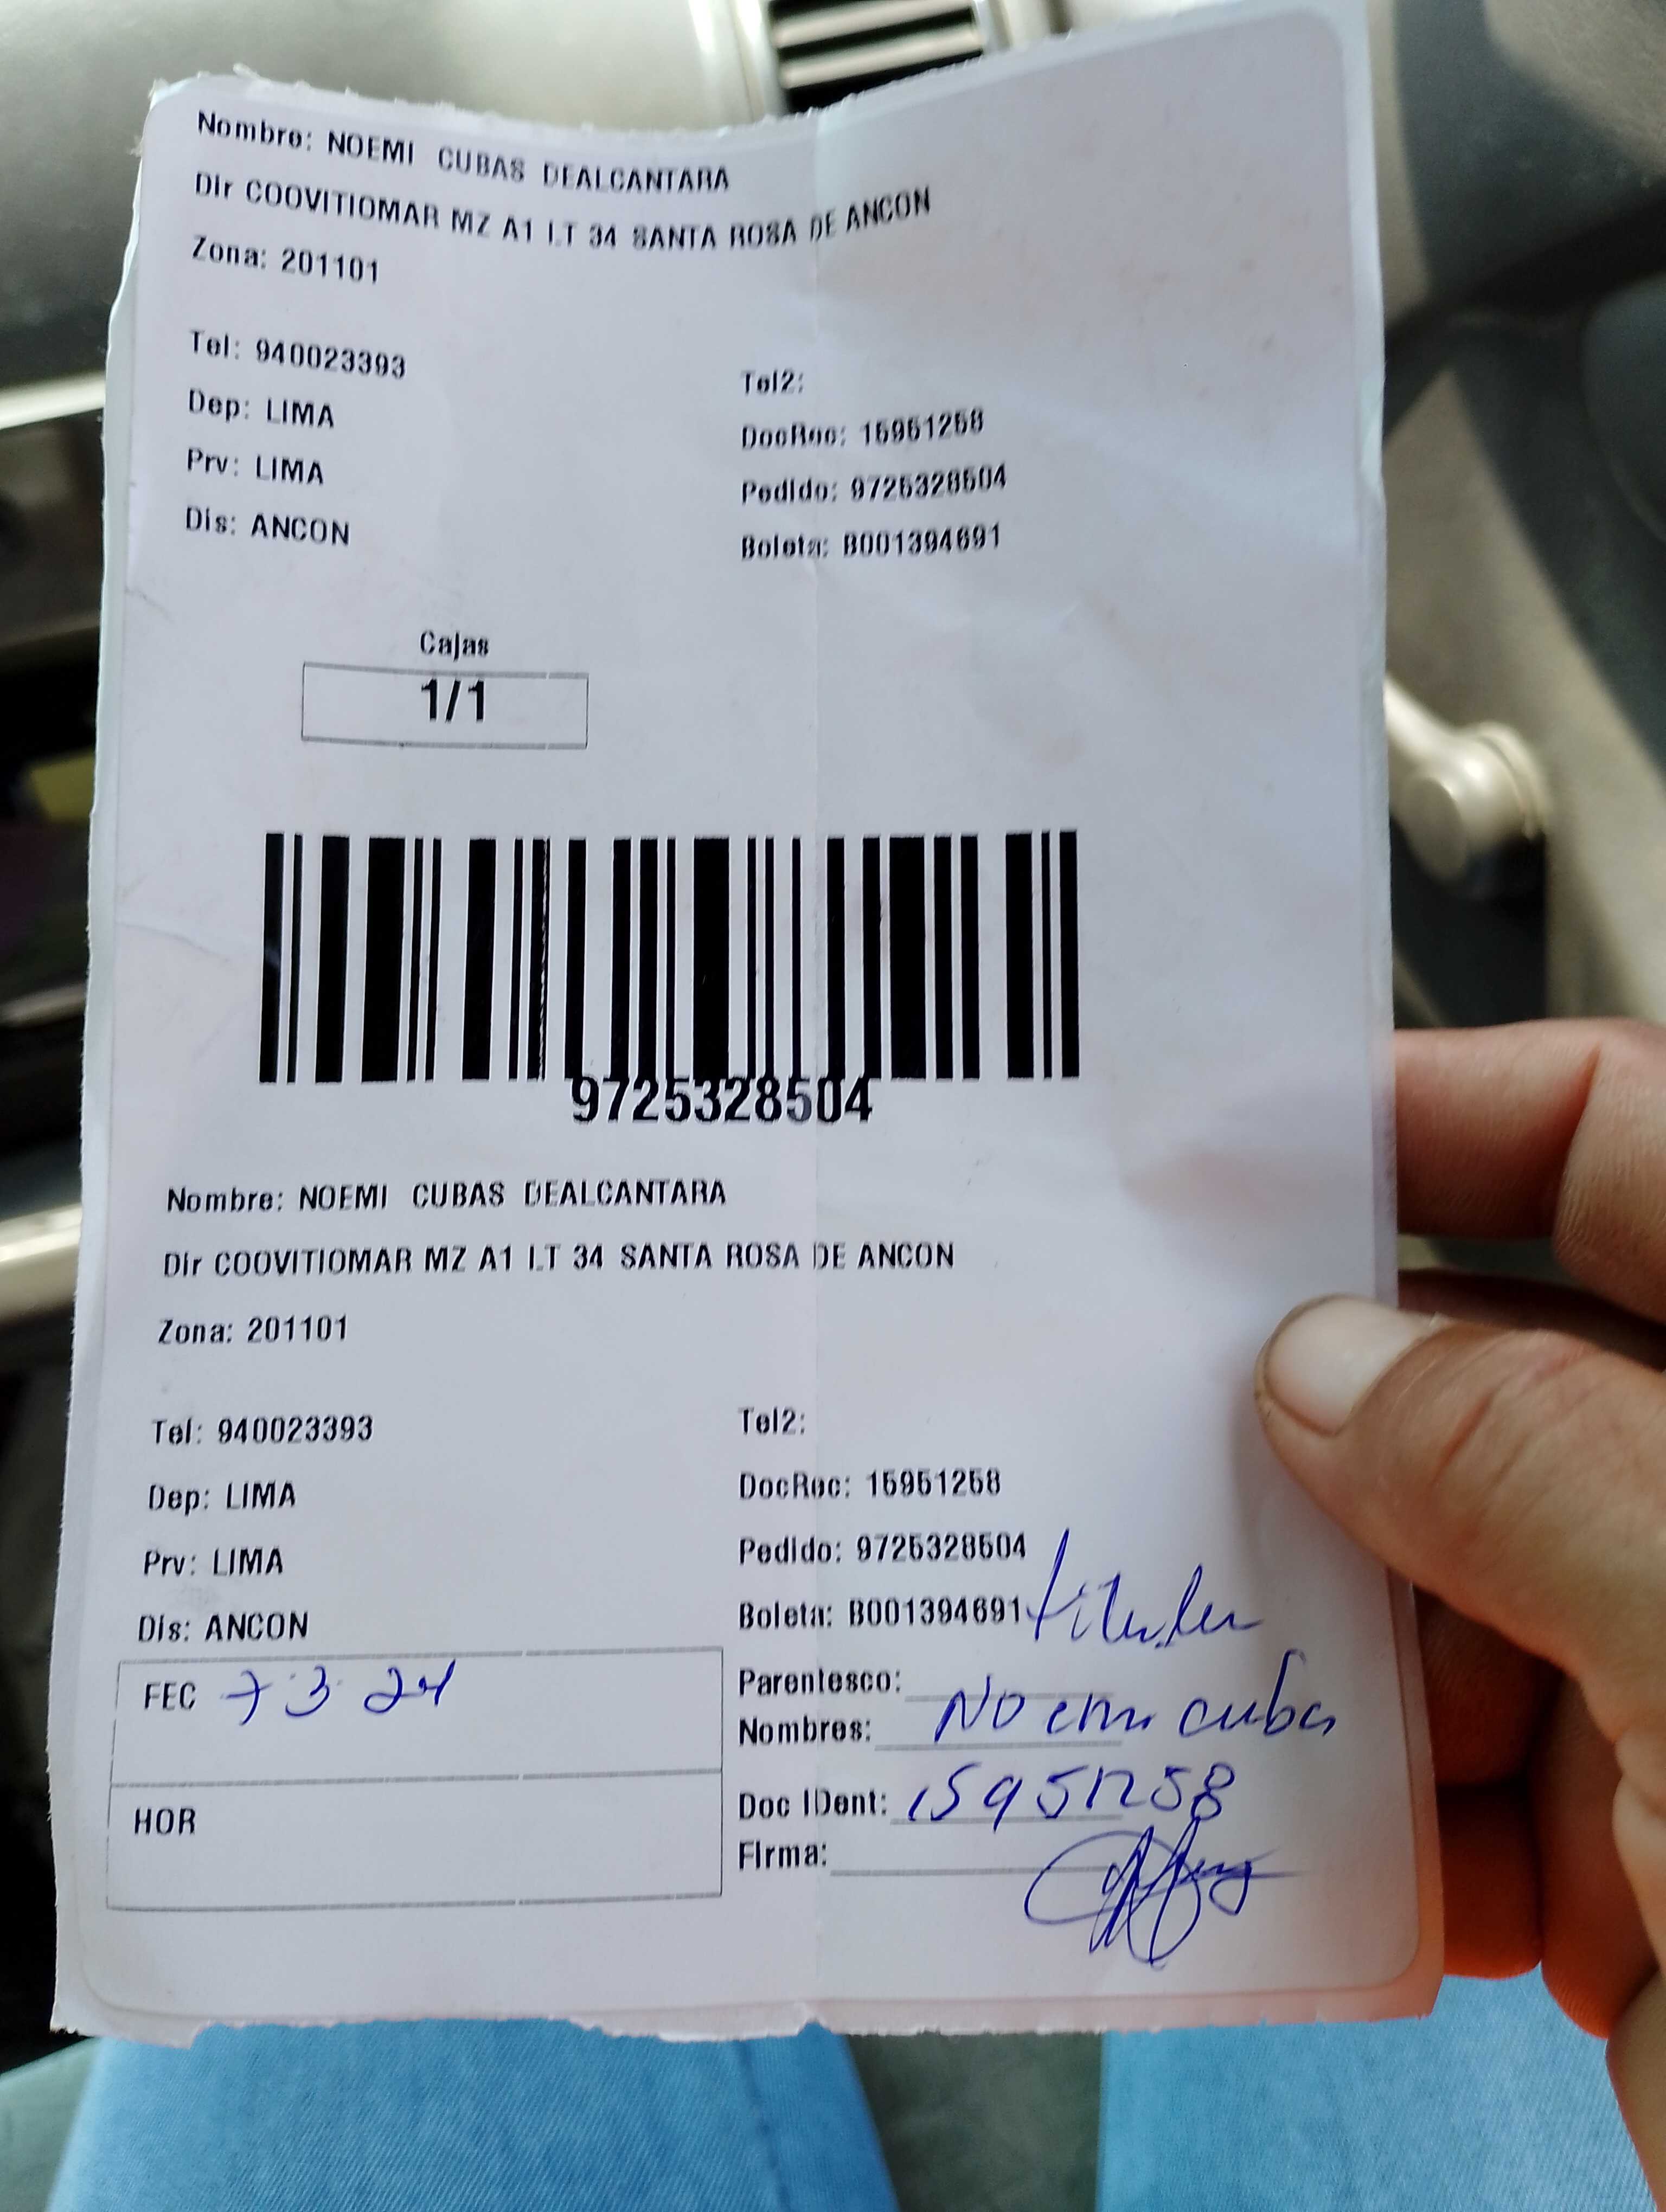 Nombre: NOEMI CUBAS DEALCANTARA
Dir COOVITIOMAR MZ A1 LT 34 SANTA ROSA DE ANCON
Zona: 201101
Tel: 940023393
Tel2:
Dep: LIMA
DocRec: 15951258
Prv: LIMA
Pedido: 9725328504
Dis: ANCON
Boleta: B001394691
Cajas
1/1
9725328504
Nombre: NOEMI CUBAS DEALCANTARA
Dir COOVITIOMAR MZ A1 LT 34 SANTA ROSA DE ANCON
Zona: 201101
Tel: 940023393
Tel2:
Dep: LIMA
DocRec: 15951258
Prv: LIMA
Pedido: 9725328504
Dis: ANCON
Boleta: B001394691
titular
FEC 7 3 24
Parentesco:
Nombres: Noemi cuba
HOR
Doc IDent: 15951258
Firma: